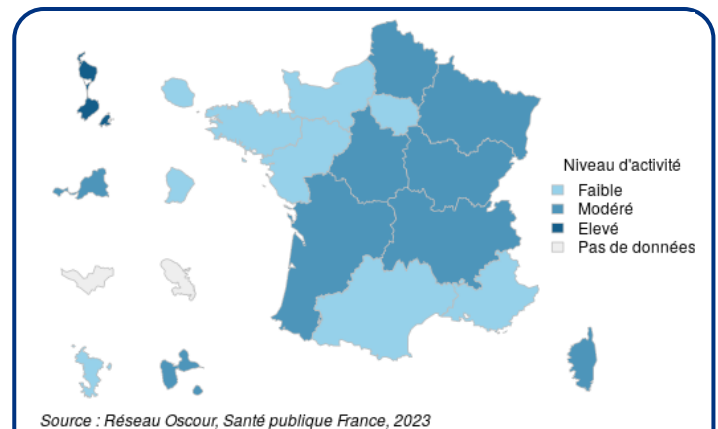 Niveau d'activité
Faible
Modéré
Elevé
Pas de données
Source : Réseau Oscour, Santé publique France, 2023